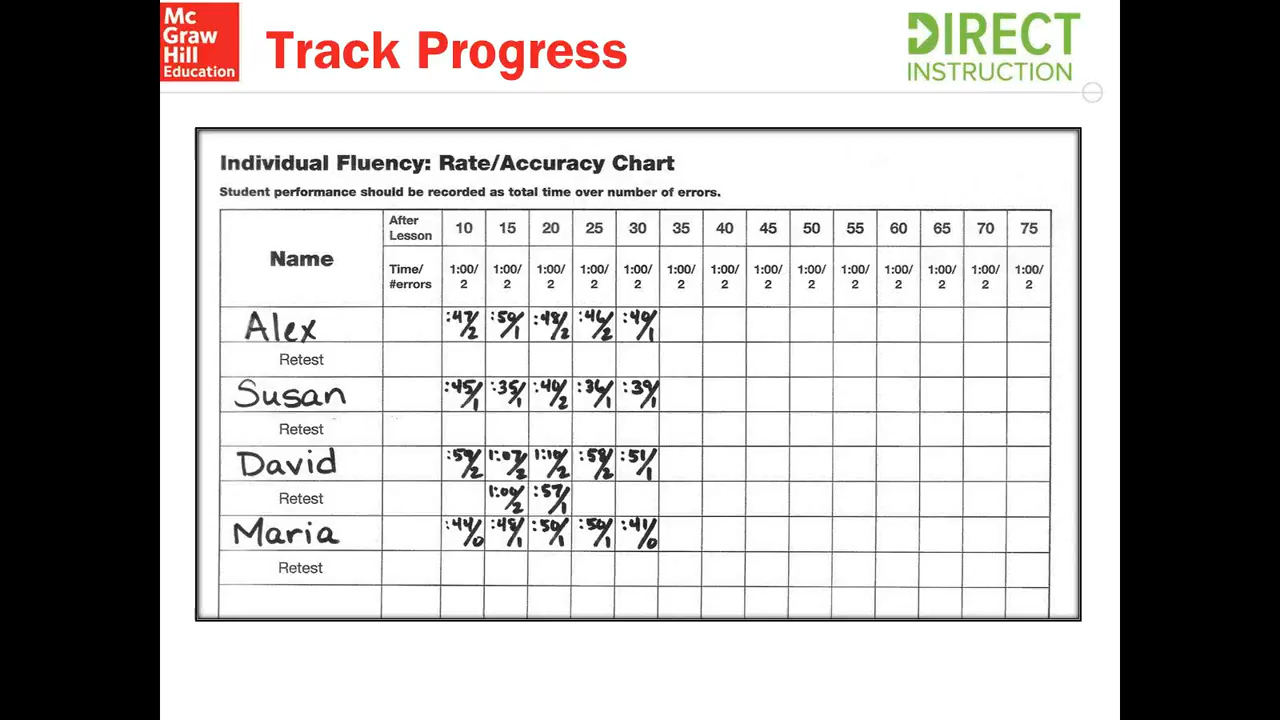 Mc
Graw
Hill
Education
Track Progress
DIRECT
INSTRUCTION
Individual Fluency: Rate/Accuracy Chart
Student performance should be recorded as total time over number of errors.
Name
After Lesson 10 15 20 25 30 35 40 45 50 55 60 65 70 75
Time/ #errors 1:00/2 1:00/2 1:00/2 1:00/2 1:00/2 1:00/2 1:00/2 1:00/2 1:00/2 1:00/2 1:00/2 1:00/2 1:00/2 1:00/2
Alex :47/2 :50/1 :48/2 :46/2 :40/1
Retest
Susan :45/1 :35/1 :40/2 :36/1 :39/1
Retest
David :59/2 1:07/2 1:10/2 :58/2 :51/1
Retest 1:00/2 :57/1
Maria :44/0 :48/1 :50/1 :50/1 :41/0
Retest